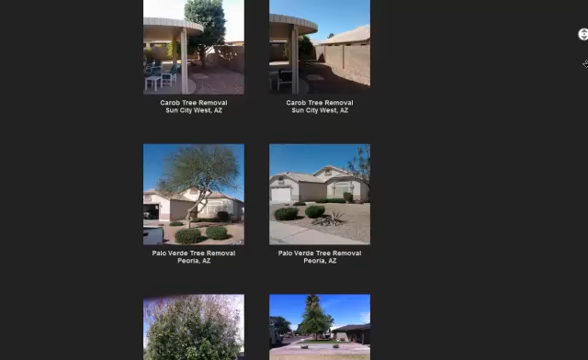 Carob Tree Removal
Sun City West, AZ
Carob Tree Removal
Sun City West, AZ
Palo Verde Tree Removal
Peoria, AZ
Palo Verde Tree Removal
Peoria, AZ